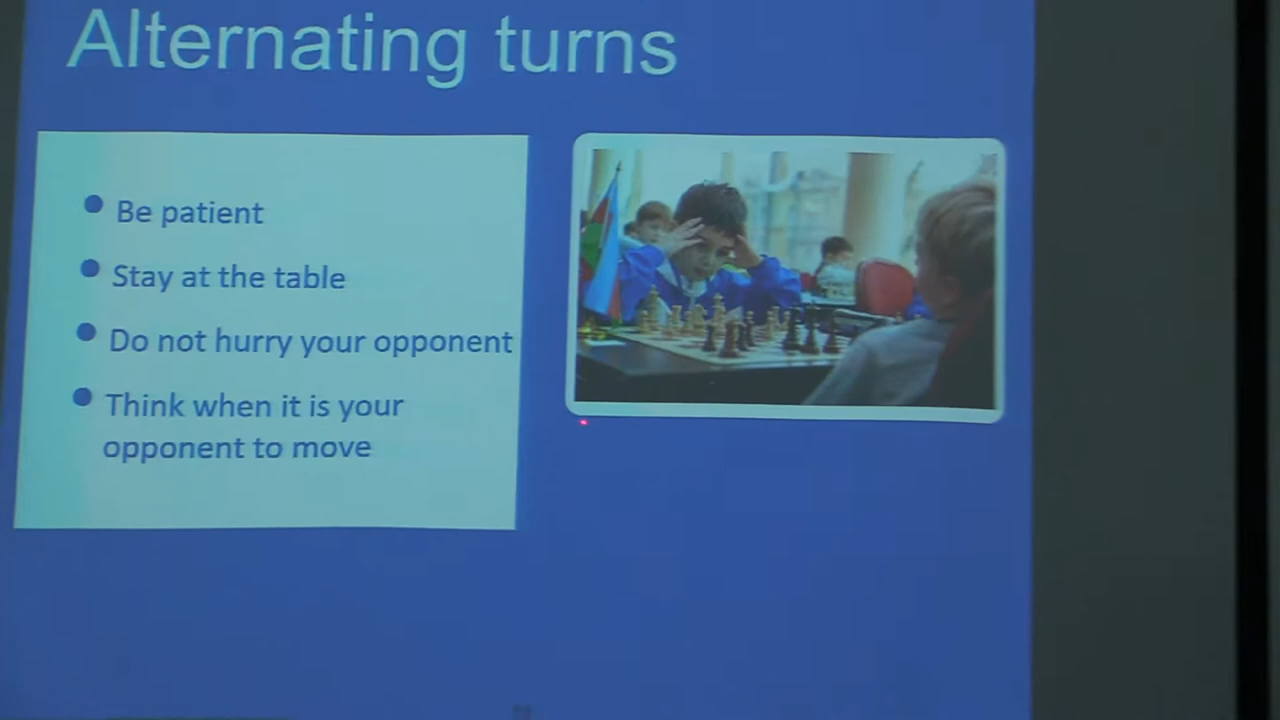 Alternating turns
Be patient
Stay at the table
Do not hurry your opponent
Think when it is your
opponent to move